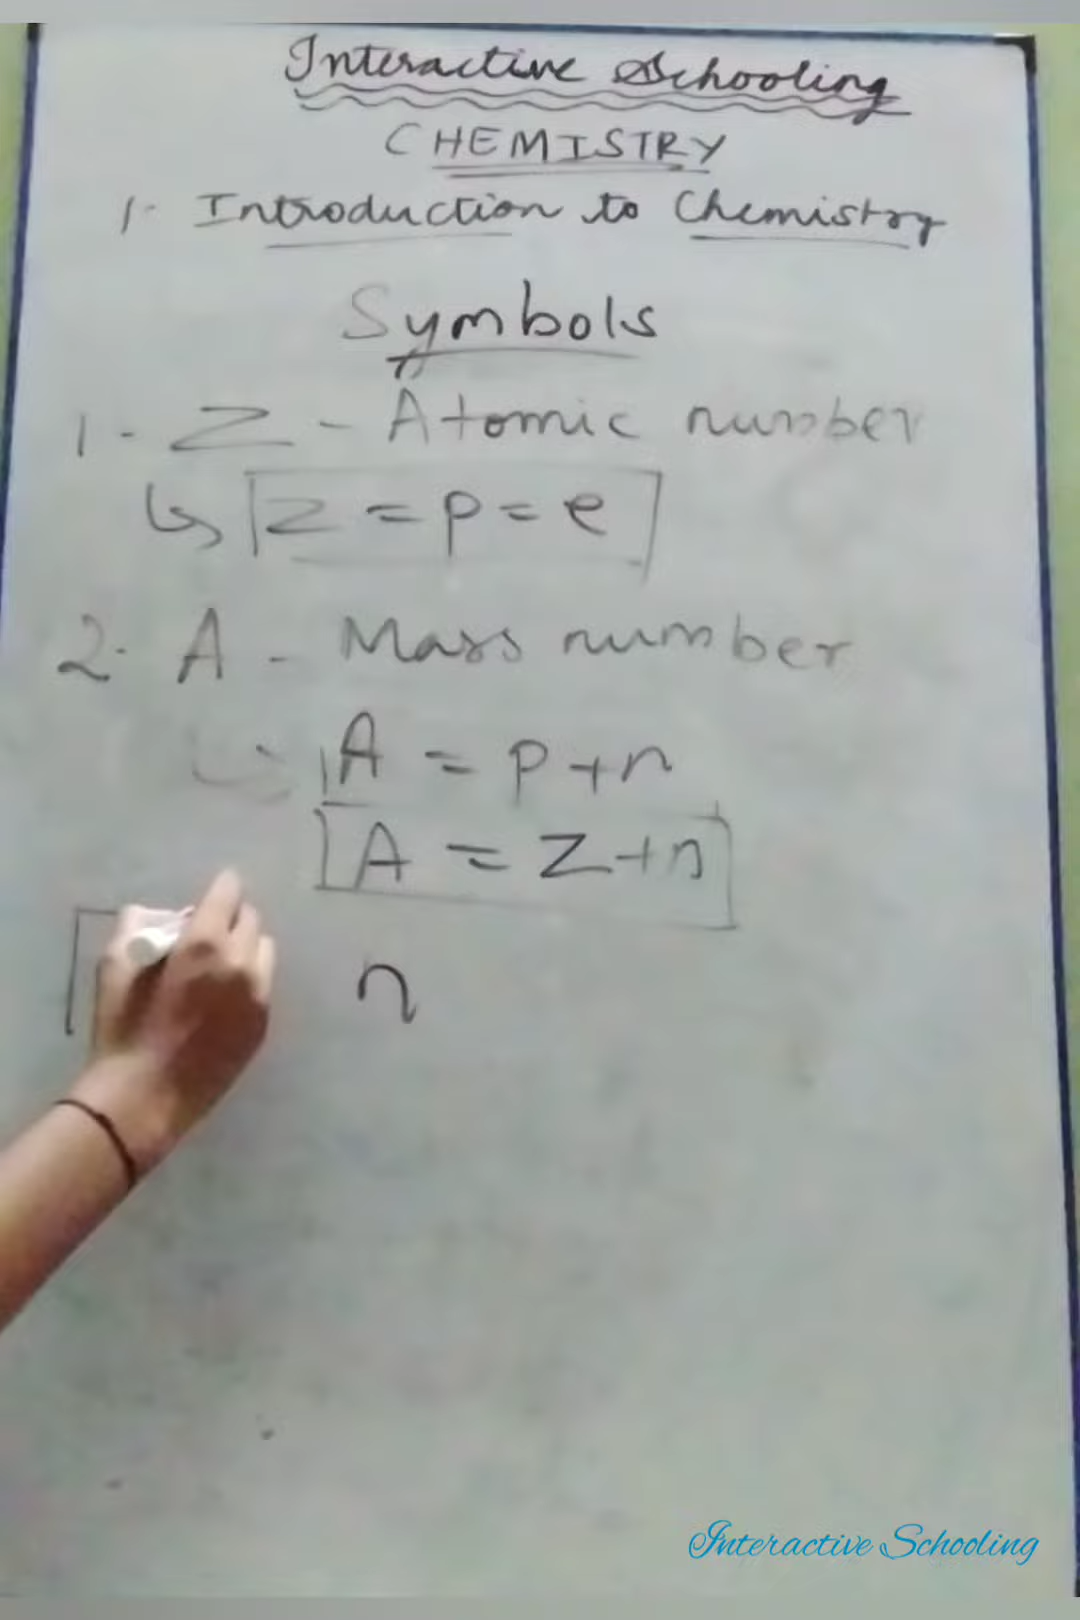 Interactive Schooling
CHEMISTRY
1. Introduction to Chemistry
Symbols
1 - Z - Atomic number
↳ Z = p = e
2. A - Mass number
A = p + n
A = Z + n
n
Interactive Schooling